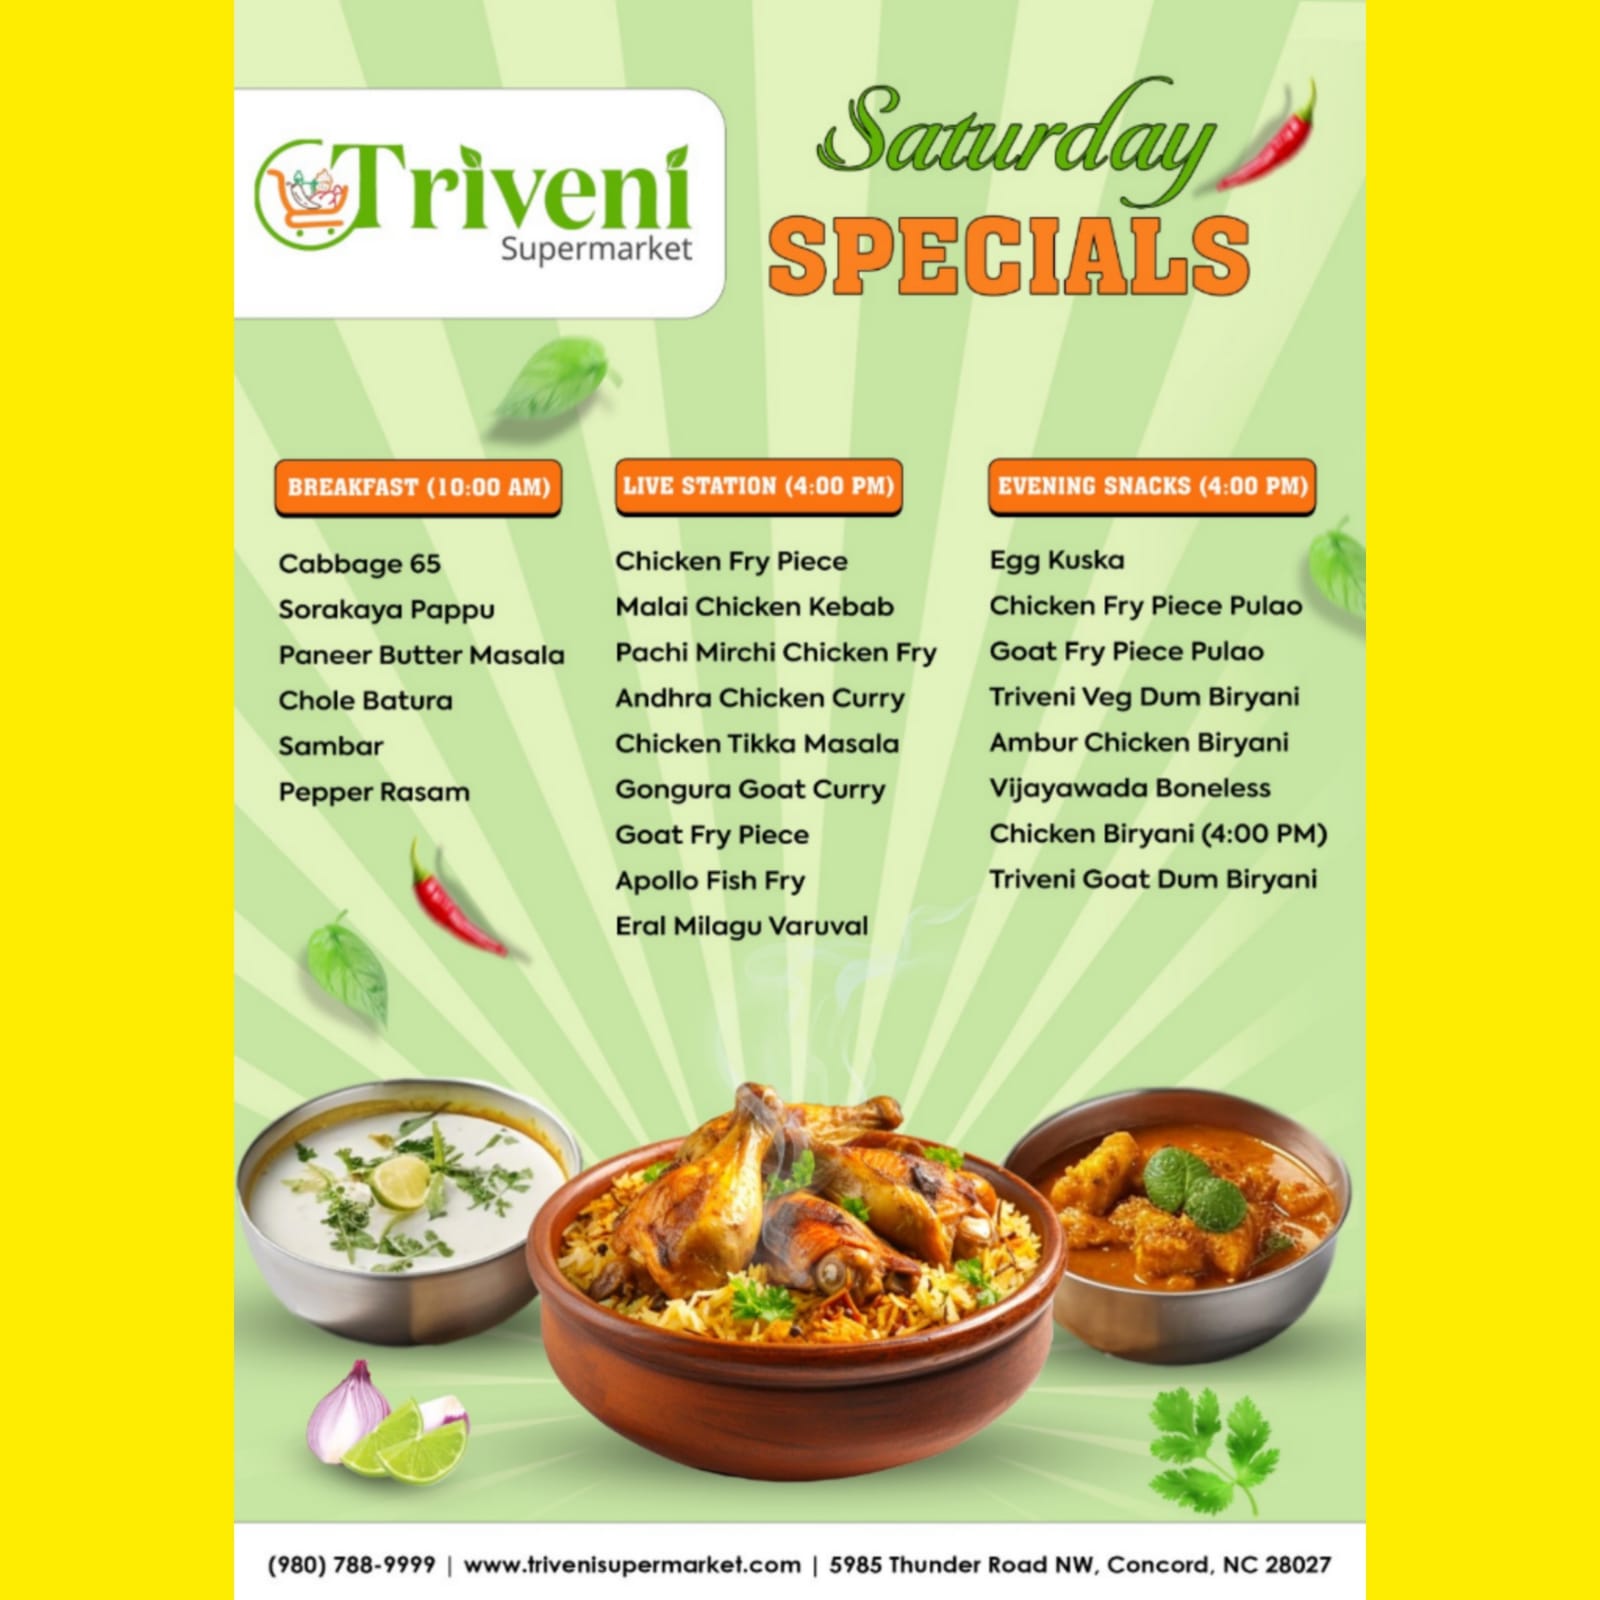 Triveni
Supermarket
Saturday
SPECIALS
BREAKFAST (10:00 AM)
Cabbage 65
Sorakaya Pappu
Paneer Butter Masala
Chole Batura
Sambar
Pepper Rasam
LIVE STATION (4:00 PM)
Chicken Fry Piece
Malai Chicken Kebab
Pachi Mirchi Chicken Fry
Andhra Chicken Curry
Chicken Tikka Masala
Gongura Goat Curry
Goat Fry Piece
Apollo Fish Fry
Eral Milagu Varuval
EVENING SNACKS (4:00 PM)
Egg Kuska
Chicken Fry Piece Pulao
Goat Fry Piece Pulao
Triveni Veg Dum Biryani
Ambur Chicken Biryani
Vijayawada Boneless
Chicken Biryani (4:00 PM)
Triveni Goat Dum Biryani
(980) 788-9999 | www.trivenisupermarket.com | 5985 Thunder Road NW, Concord, NC 28027